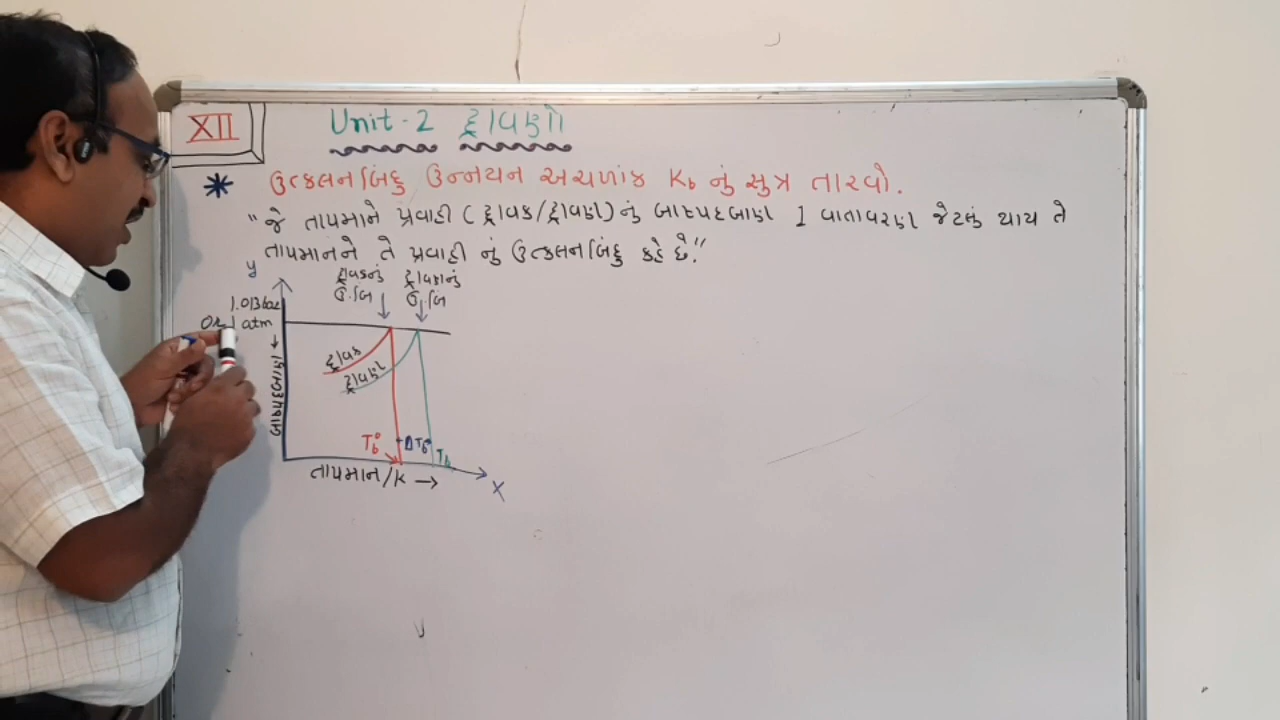 XII
Unit-2 દ્રાવણો
* ઉત્કલનબિંદુ ઉન્નયન અચળાંક Kb નું સુત્ર તારવો.
"જે તાપમાને પ્રવાહી (દ્રાવક/દ્રાવણ) નું બાષ્પદબાણ 1 વાતાવરણ જેટલું થાય તે
તાપમાનને તે પ્રવાહી નું ઉત્કલનબિંદુ કહે છે."
y
દ્રાવકનું
ઉ.બિ
દ્રાવણનું
ઉ.બિ
1.013 bar
OR 1 atm
દ્રાવક
દ્રાવણ
બાષ્પદબાણ →
Tb° ΔTb Tb
તાપમાન/K →
X